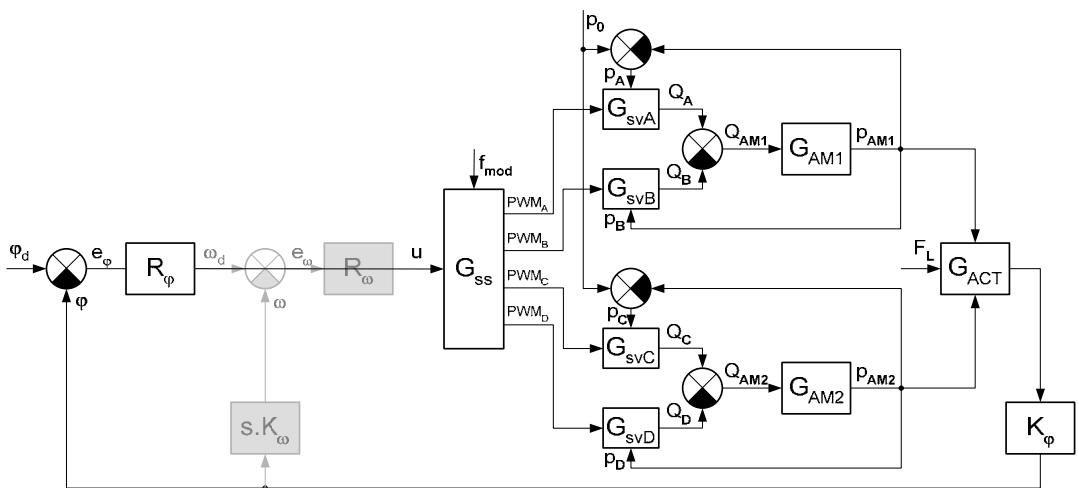 p0
pA
QA
GsvA
QAM1
GAM1
pAM1
fmod
QB
GsvB
pB
PWMA
PWMB
PWMC
PWMD
φd
eφ
Rφ
ωd
eω
Rω
u
Gss
φ
ω
FL
GACT
pC
QC
GsvC
QAM2
GAM2
pAM2
QD
GsvD
pD
s.Kω
Kφ